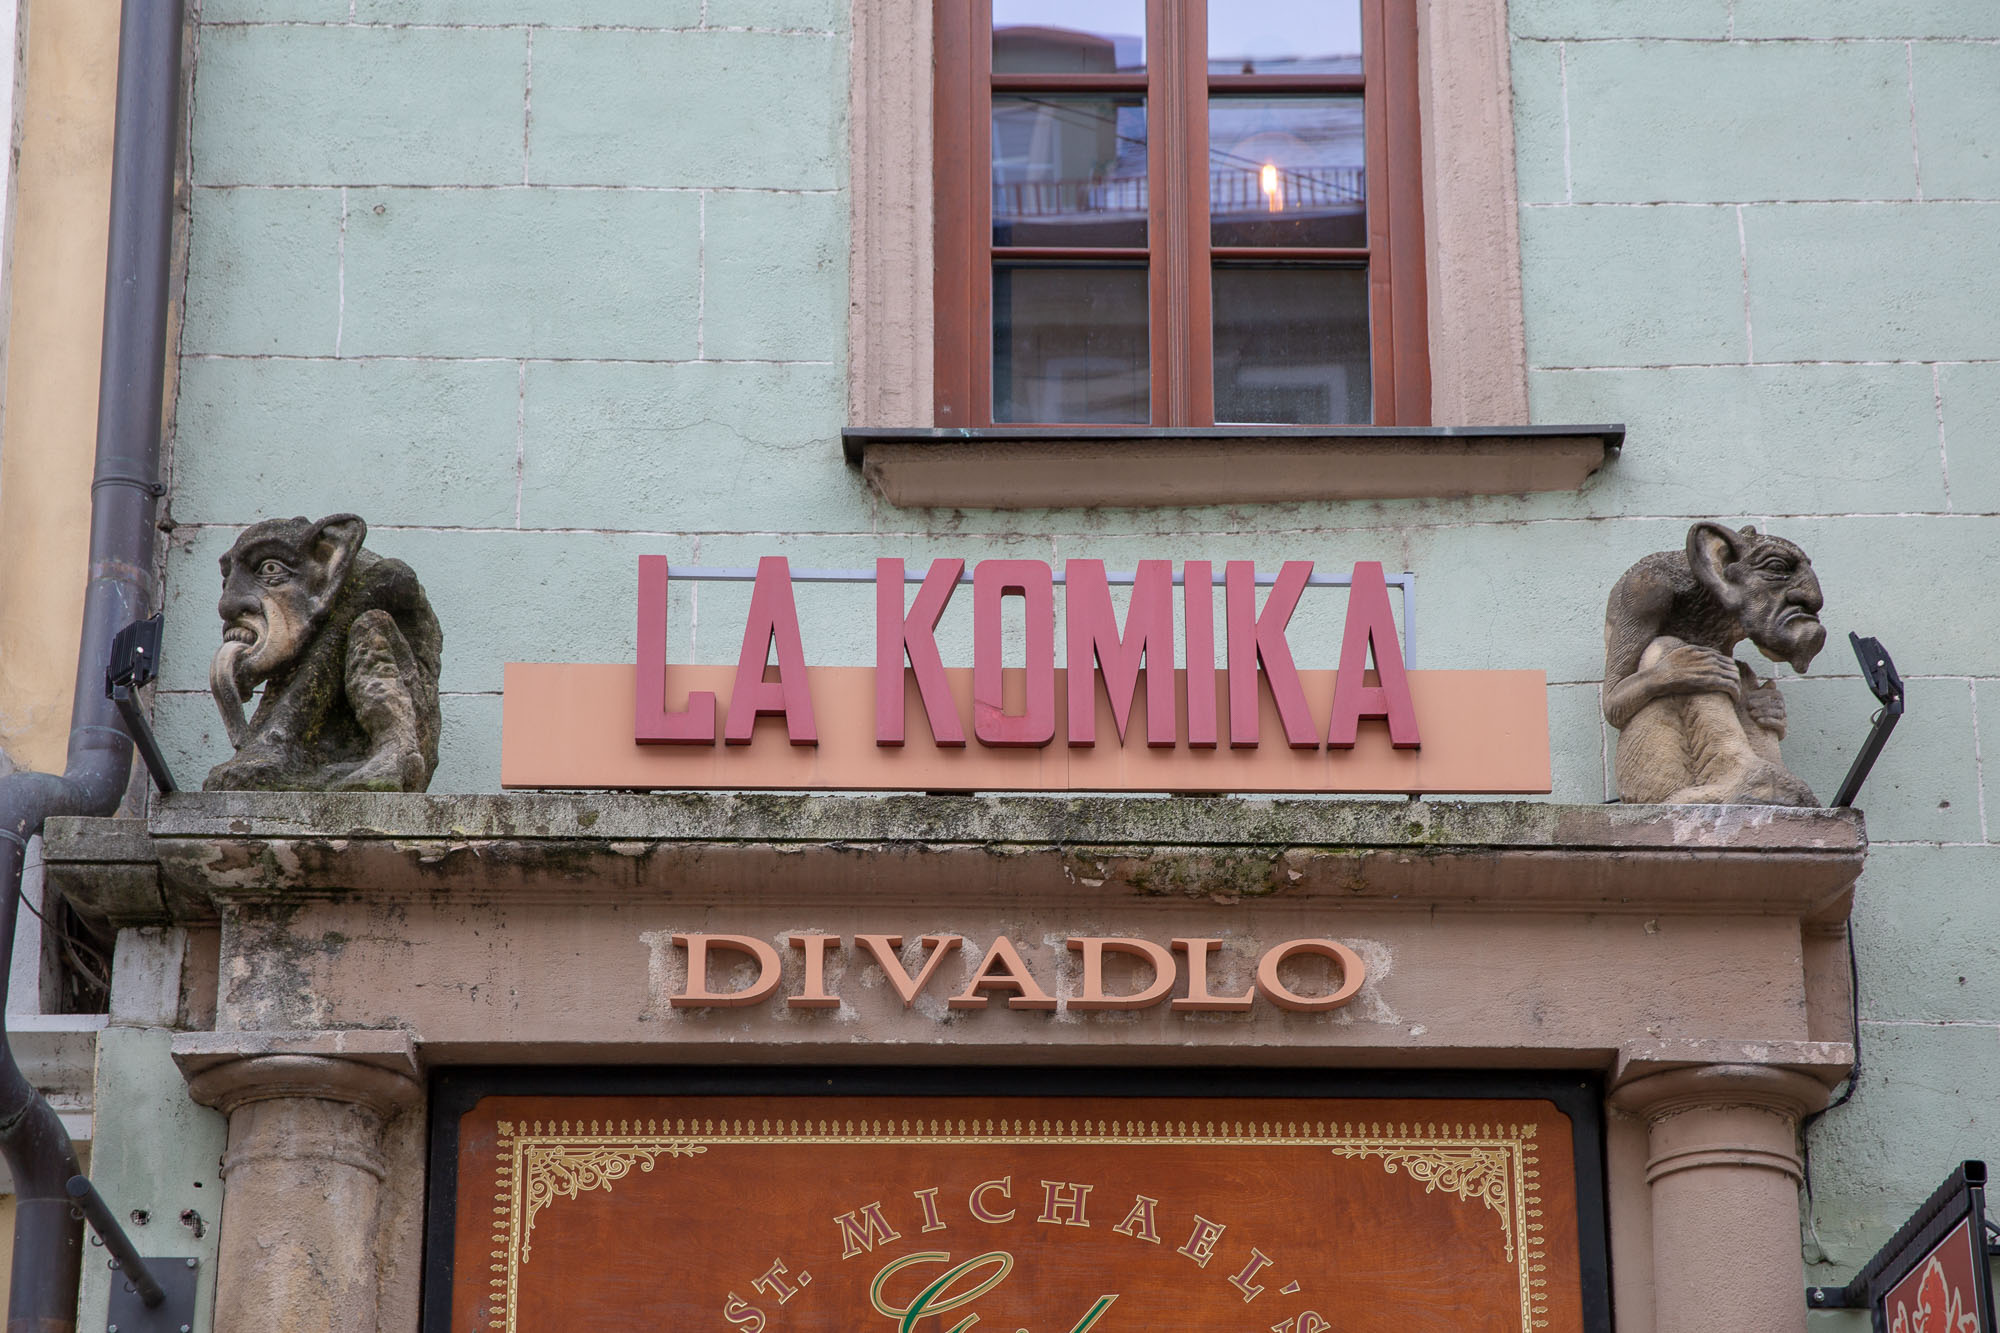 LA KOMIKA
DIVADLO
ST. MICHAEL'S